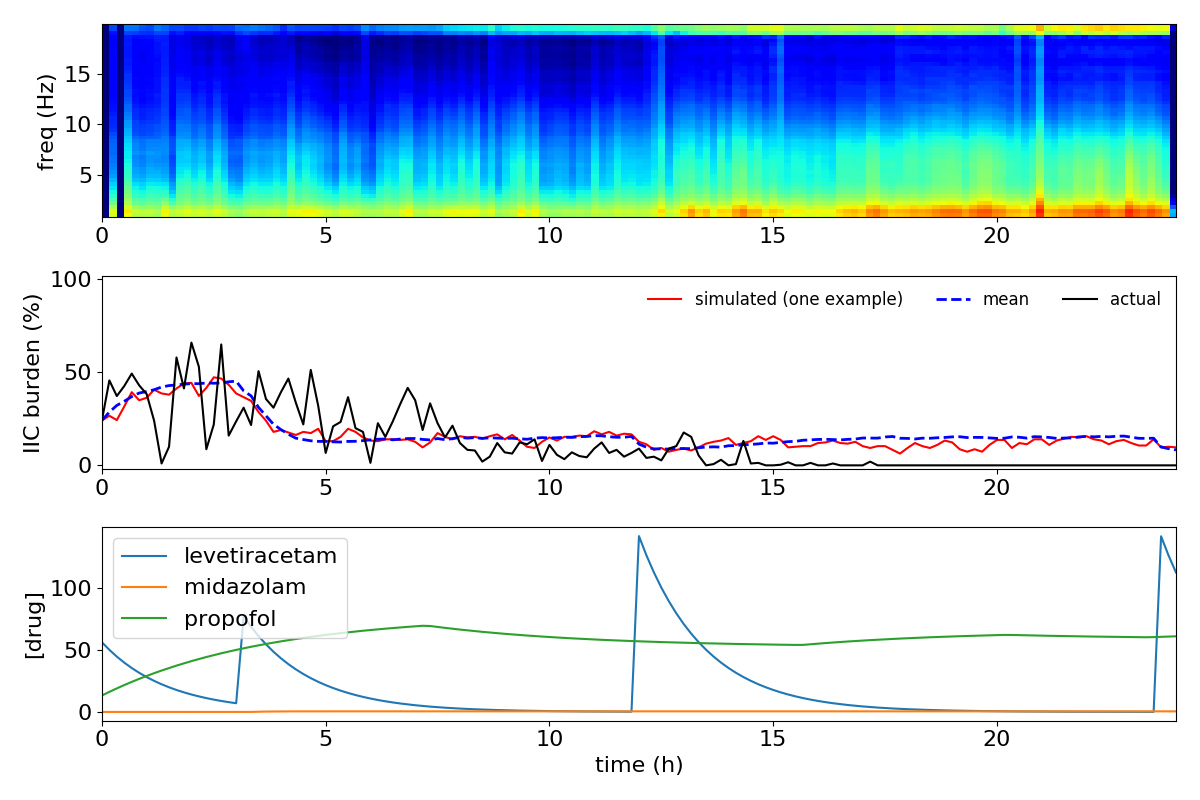 freq (Hz)
15
10
5
0 5 10 15 20
IIC burden (%)
100
50
0
simulated (one example) mean actual
0 5 10 15 20
[drug]
100
50
0
levetiracetam
midazolam
propofol
0 5 10 15 20
time (h)